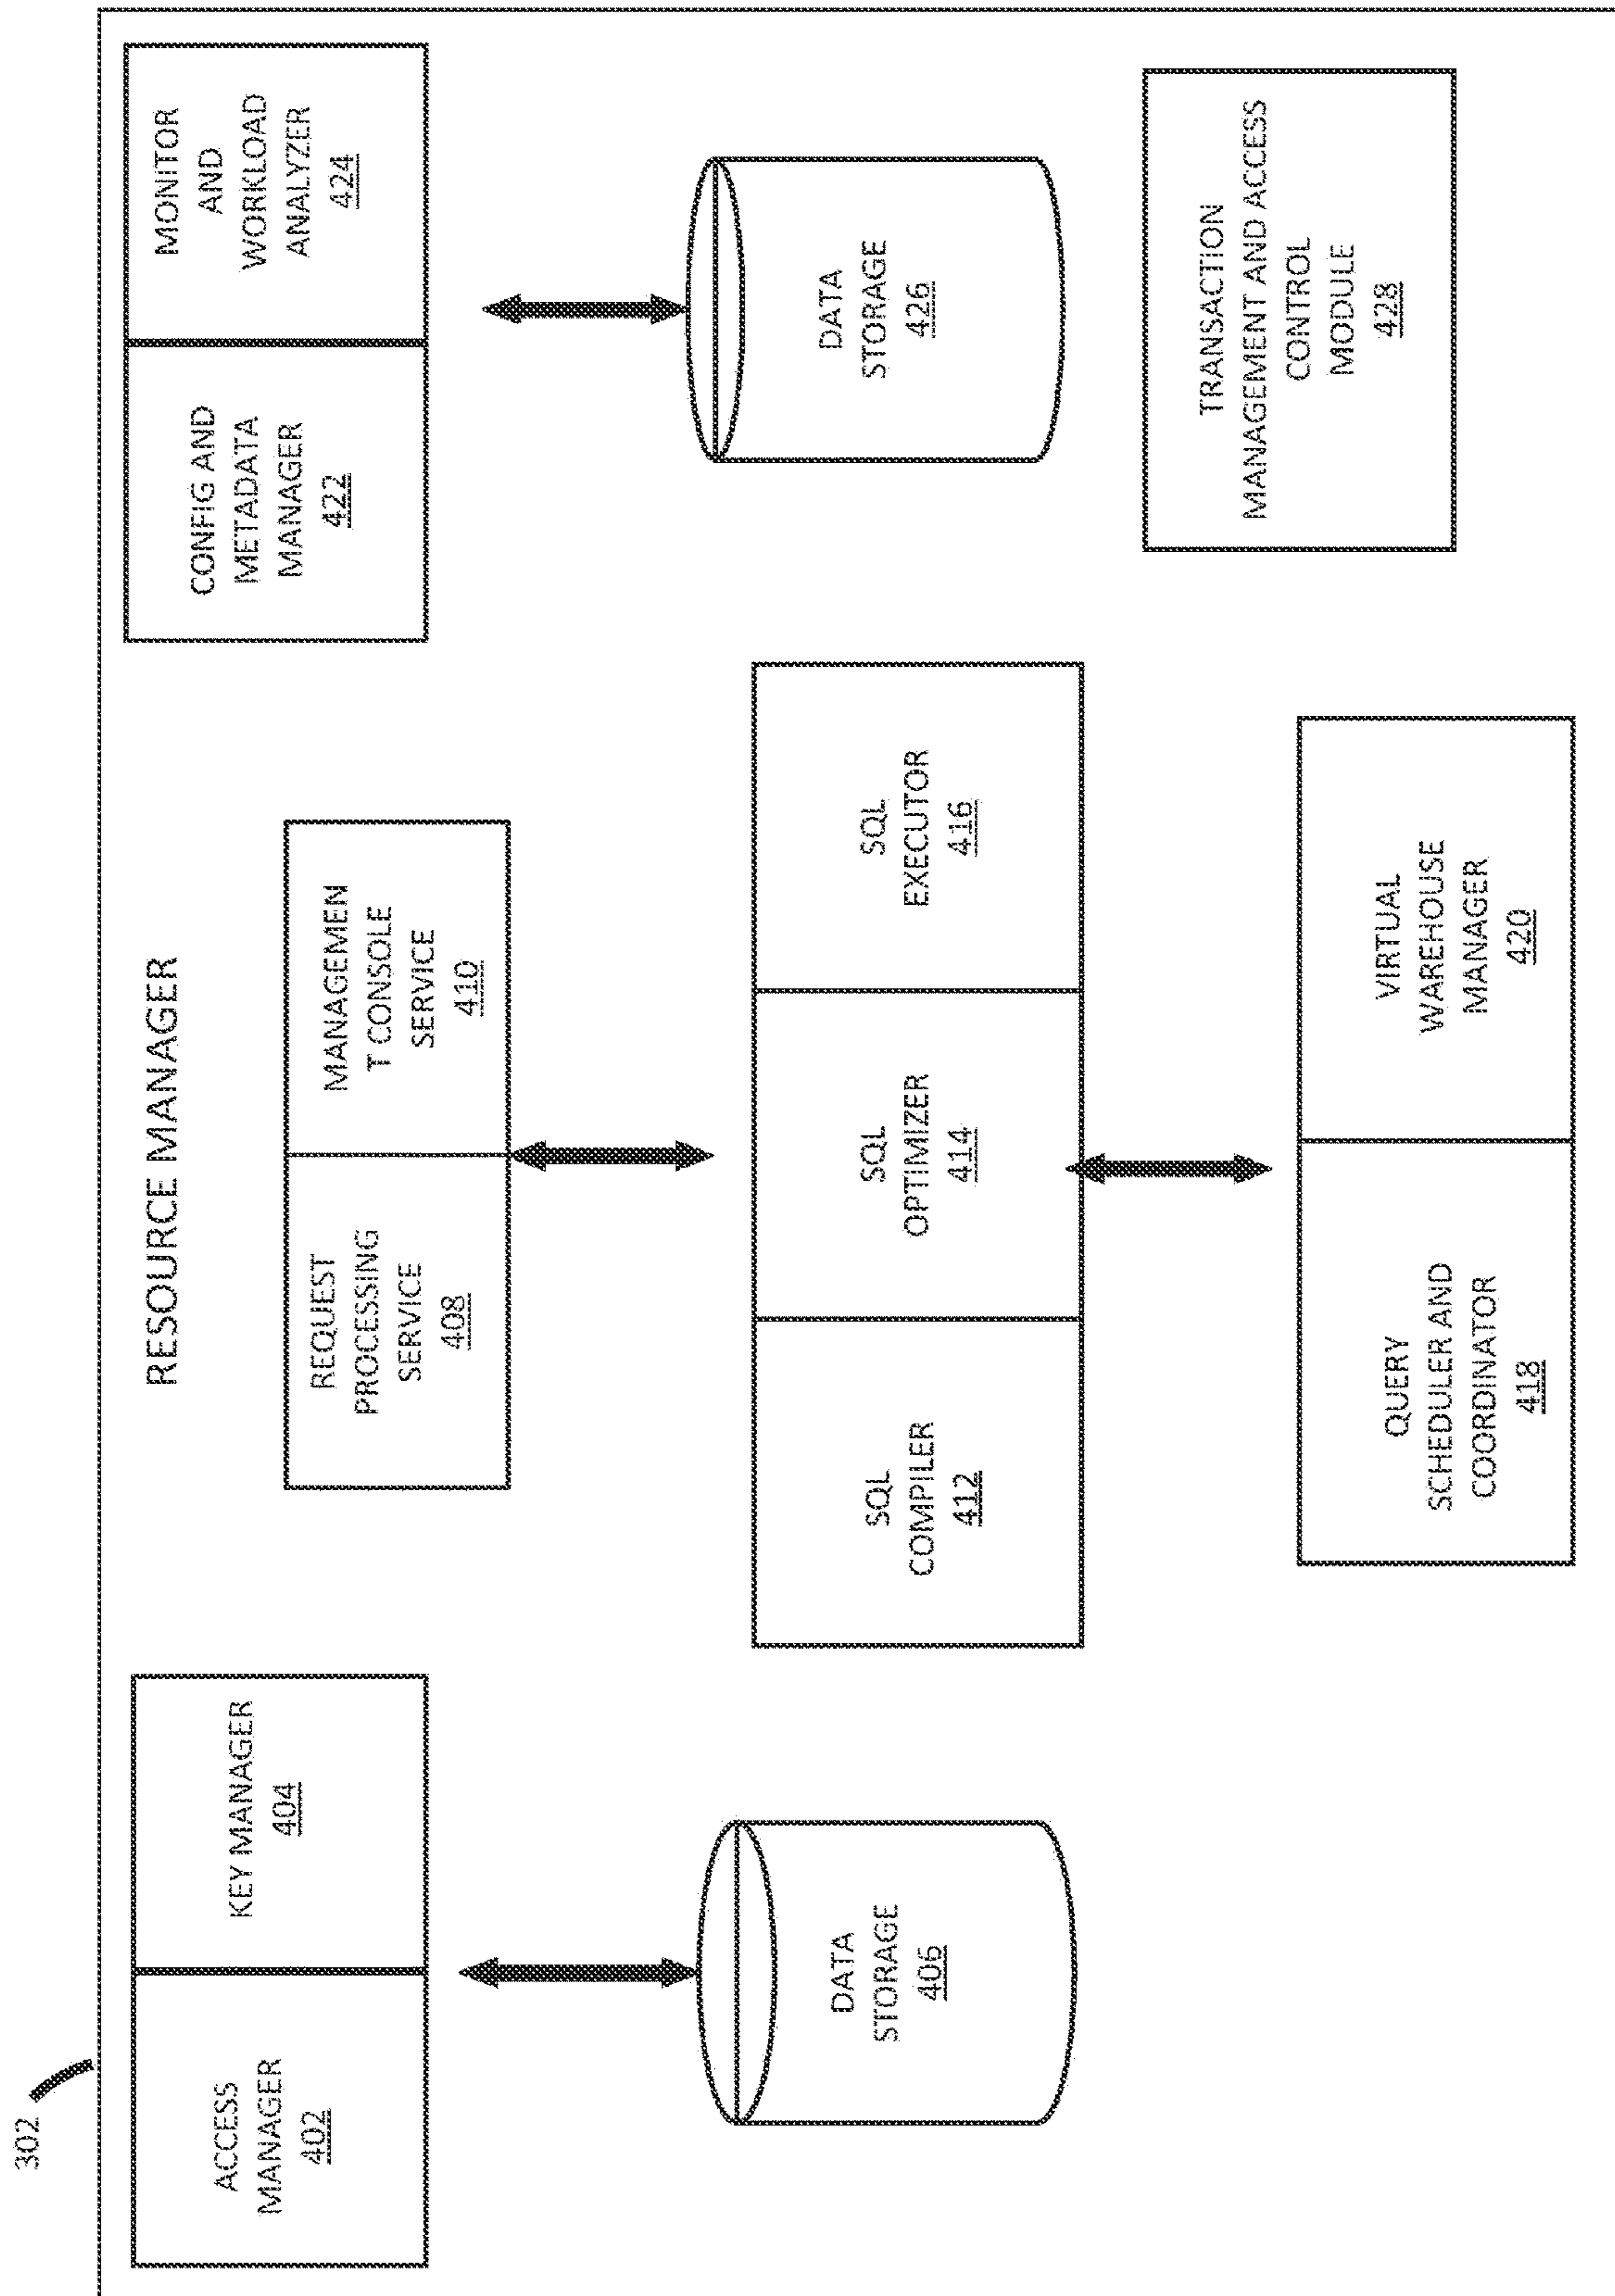 302
RESOURCE MANAGER
ACCESS
MANAGER
402
KEY MANAGER
404
DATA
STORAGE
406
REQUEST
PROCESSING
SERVICE
408
MANAGEMEN
T CONSOLE
SERVICE
410
SQL
COMPILER
412
SQL
OPTIMIZER
414
SQL
EXECUTOR
416
QUERY
SCHEDULER AND
COORDINATOR
418
VIRTUAL
WAREHOUSE
MANAGER
420
CONFIG AND
METADATA
MANAGER
422
MONITOR
AND
WORKLOAD
ANALYZER
424
DATA
STORAGE
426
TRANSACTION
MANAGEMENT AND ACCESS
CONTROL
MODULE
428